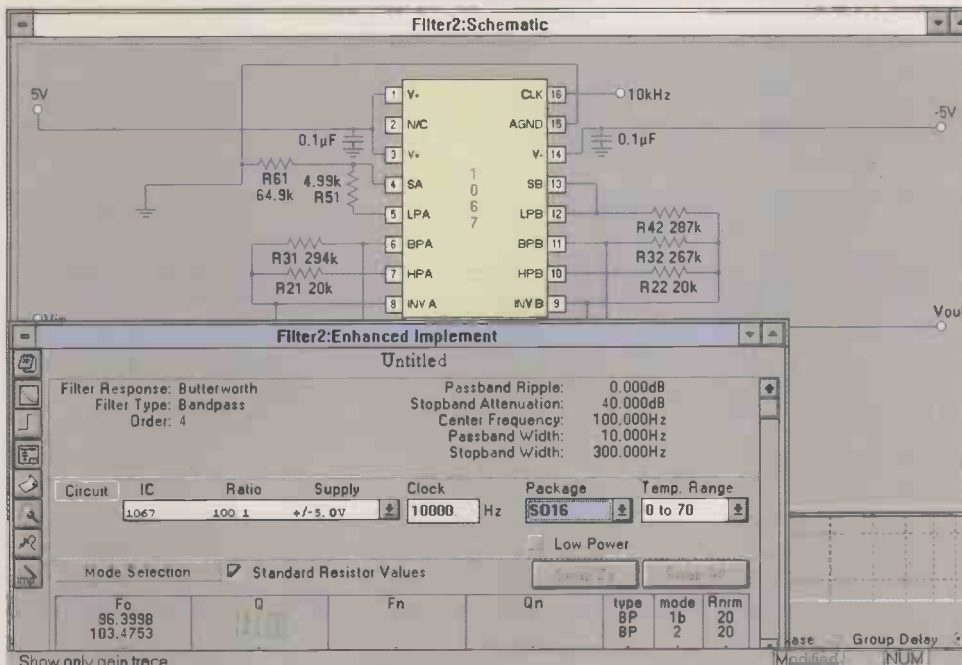 Filter2:Schematic
5V
1 V+
CLK 16
10kHz
-5V
2 N/C
AGND 15
0.1µF
3 V+
V- 14
0.1µF
R61
64.9k
4.99k
R51
4 SA
SB 13
1067
5 LPA
LPB 12
R42 287k
6 BPA
BPB 11
R31 294k
R32 267k
7 HPA
HPB 10
R21 20k
R22 20k
8 INV A
INV B 9
Vin
Vout
Filter2:Enhanced Implement
Untitled
Filter Response: Butterworth
Passband Ripple: 0.000dB
Filter Type: Bandpass
Stopband Attenuation: 40.000dB
Order: 4
Center Frequency: 100.000Hz
Passband Width: 10.000Hz
Stopband Width: 300.000Hz
Circuit IC Ratio Supply Clock Package Temp. Range
1067 100 1 +/-5.0V 10000. Hz SO16 0 to 70
Low Power
Mode Selection Standard Resistor Values
Fo Q Fn Qn type mode Rnrm
96.3998 BP 1b 20
103.4753 BP 2 20
imp.
Group Delay
Show only gain trace
Modified NUM